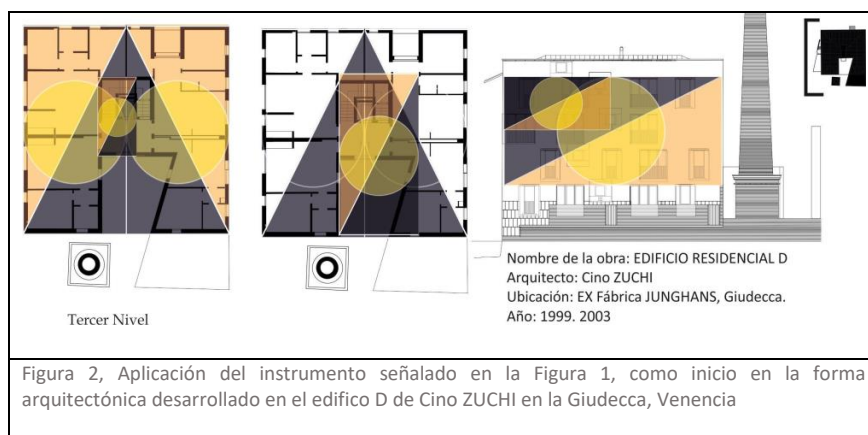 Nombre de la obra: EDIFICIO RESIDENCIAL D
Arquitecto: Cino ZUCHI
Ubicación: EX Fábrica JUNGHANS, Giudecca.
Año: 1999. 2003
Tercer Nivel
Figura 2, Aplicación del instrumento señalado en la Figura 1, como inicio en la forma
arquitectónica desarrollado en el edifico D de Cino ZUCHI en la Giudecca, Venencia